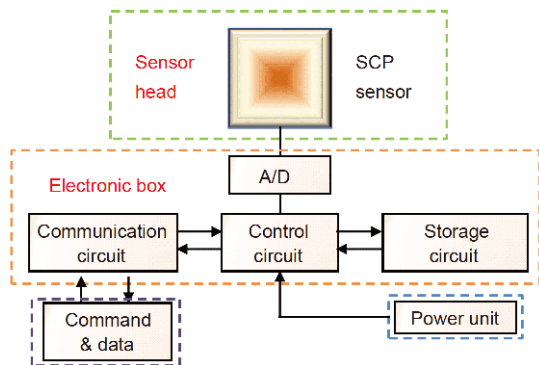 Sensor
head
SCP
sensor
A/D
Electronic box
Communication
circuit
Control
circuit
Storage
circuit
Command
& data
Power unit